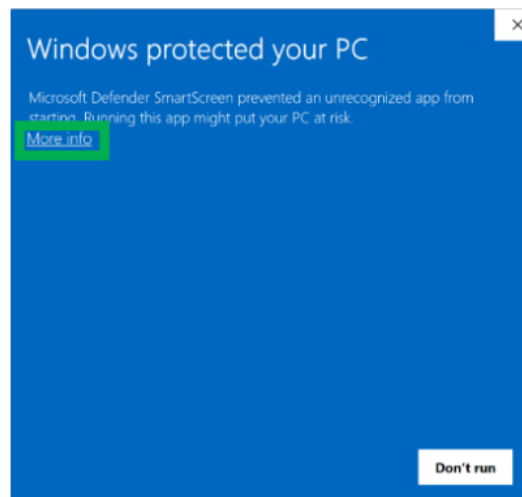 Windows protected your PC
Microsoft Defender SmartScreen prevented an unrecognized app from
starting. Running this app might put your PC at risk.
More info
Don't run